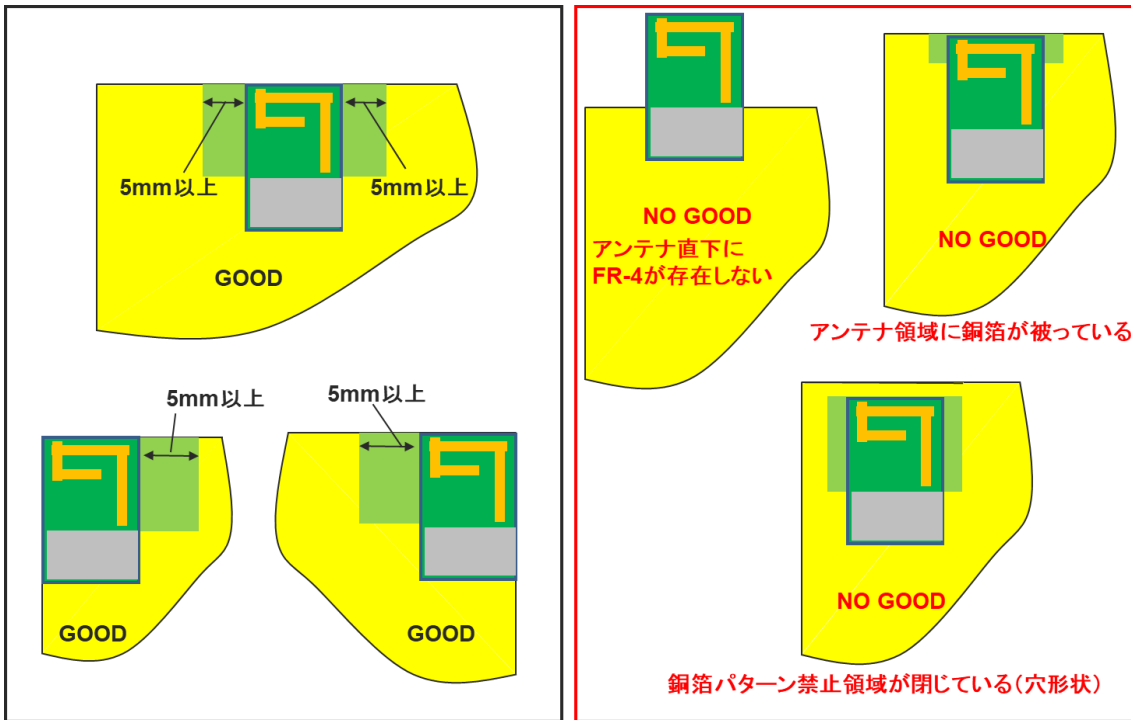 5mm以上
5mm以上
GOOD
5mm以上
5mm以上
GOOD
GOOD
NO GOOD
アンテナ直下に
FR-4が存在しない
NO GOOD
アンテナ領域に銅箔が被っている
NO GOOD
銅箔パターン禁止領域が閉じている（穴形状）